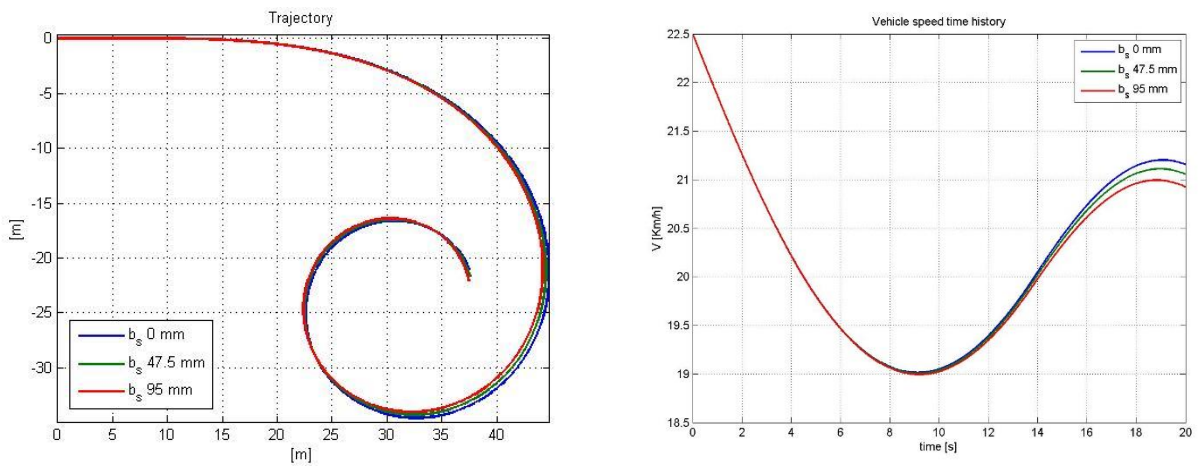 Trajectory
0
-5
-10
-15
-20
-25
-30
[m]
b_s 0 mm
b_s 47.5 mm
b_s 95 mm
0 5 10 15 20 25 30 35 40
[m]
Vehicle speed time history
22.5
22
21.5
21
20.5
20
19.5
19
18.5
V [Km/h]
b_s 0 mm
b_s 47.5 mm
b_s 95 mm
0 2 4 6 8 10 12 14 16 18 20
time [s]